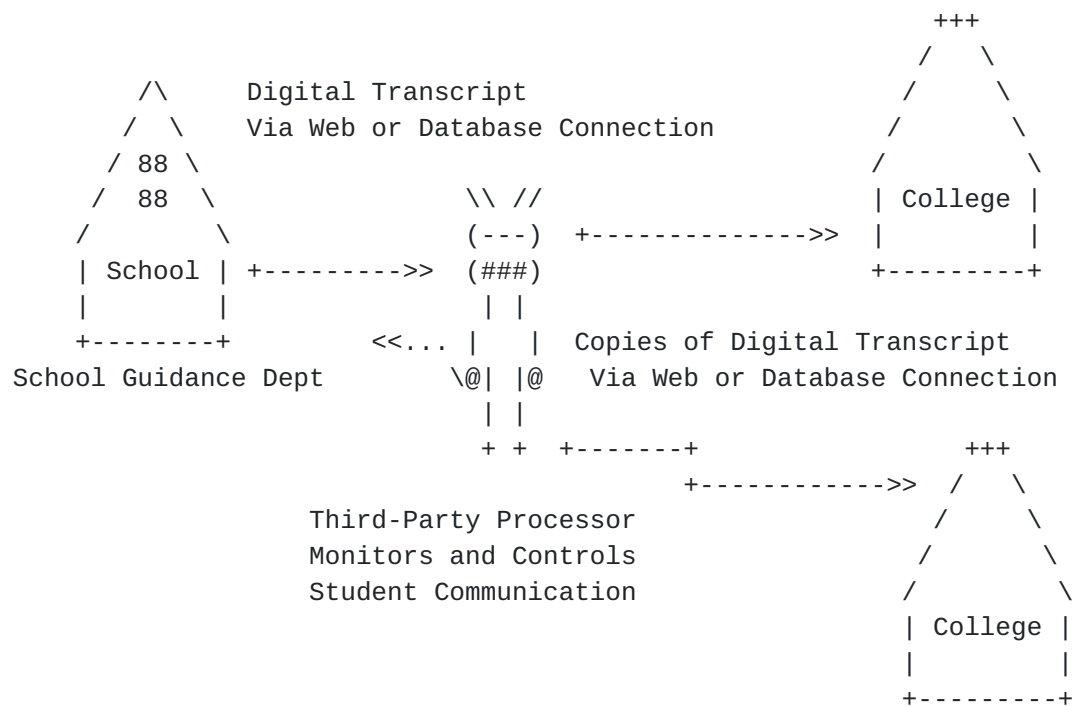 Digital Transcript
Via Web or Database Connection
88
88
College
School
Copies of Digital Transcript
School Guidance Dept
Via Web or Database Connection
Third-Party Processor
Monitors and Controls
Student Communication
College